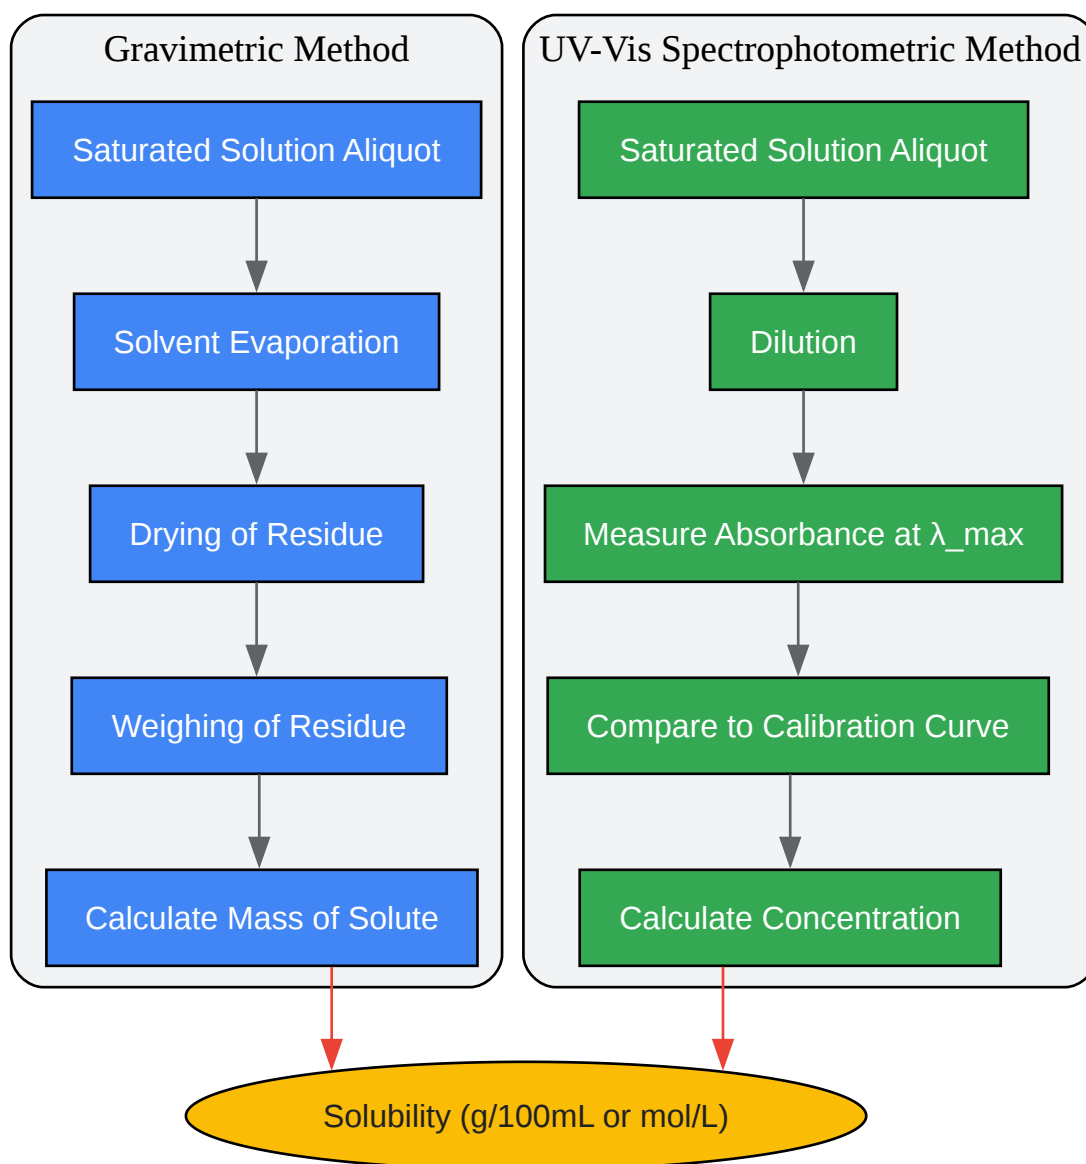 Gravimetric Method
Saturated Solution Aliquot
Solvent Evaporation
Drying of Residue
Weighing of Residue
Calculate Mass of Solute
UV-Vis Spectrophotometric Method
Saturated Solution Aliquot
Dilution
Measure Absorbance at λ_max
Compare to Calibration Curve
Calculate Concentration
Solubility (g/100mL or mol/L)